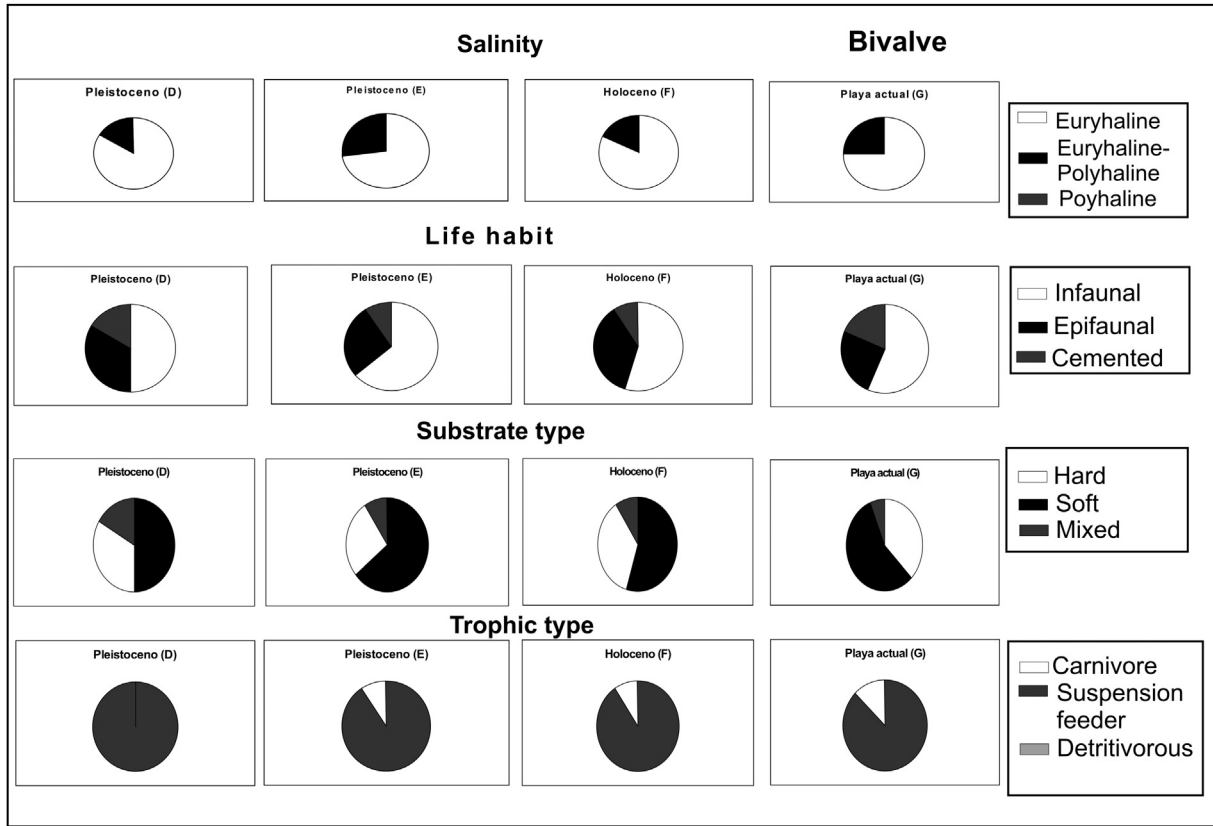 Salinity
Bivalve
Pleistoceno (D)
Pleistoceno (E)
Holoceno (F)
Playa actual (G)
Euryhaline
Euryhaline-
Polyhaline
Poyhaline
Life habit
Pleistoceno (D)
Pleistoceno (E)
Holoceno (F)
Playa actual (G)
Infaunal
Epifaunal
Cemented
Substrate type
Pleistoceno (D)
Pleistoceno (E)
Holoceno (F)
Playa actual (G)
Hard
Soft
Mixed
Trophic type
Pleistoceno (D)
Pleistoceno (E)
Holoceno (F)
Playa actual (G)
Carnivore
Suspension
feeder
Detritivorous